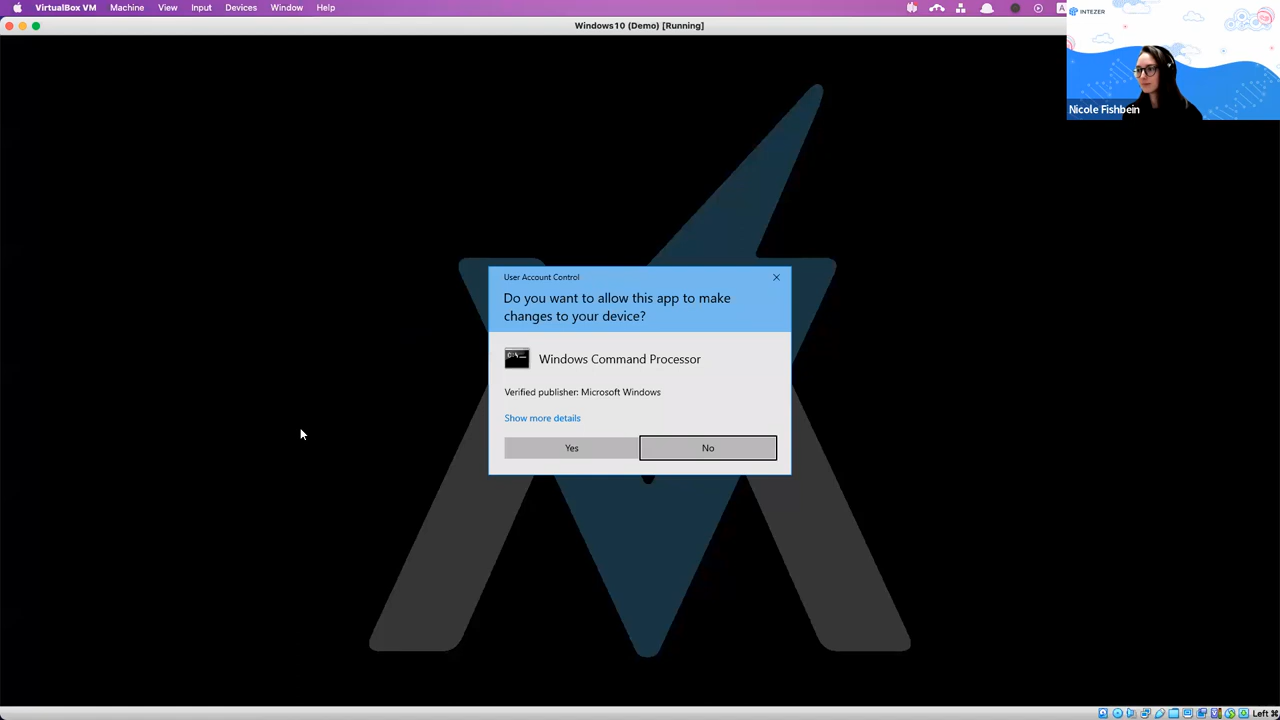 VirtualBox VM Machine View Input Devices Window Help
Windows10 (Demo) [Running]
INTEZER
Nicole Fishbein
User Account Control
Do you want to allow this app to make
changes to your device?
Windows Command Processor
Verified publisher: Microsoft Windows
Show more details
Yes No
Left ⌘